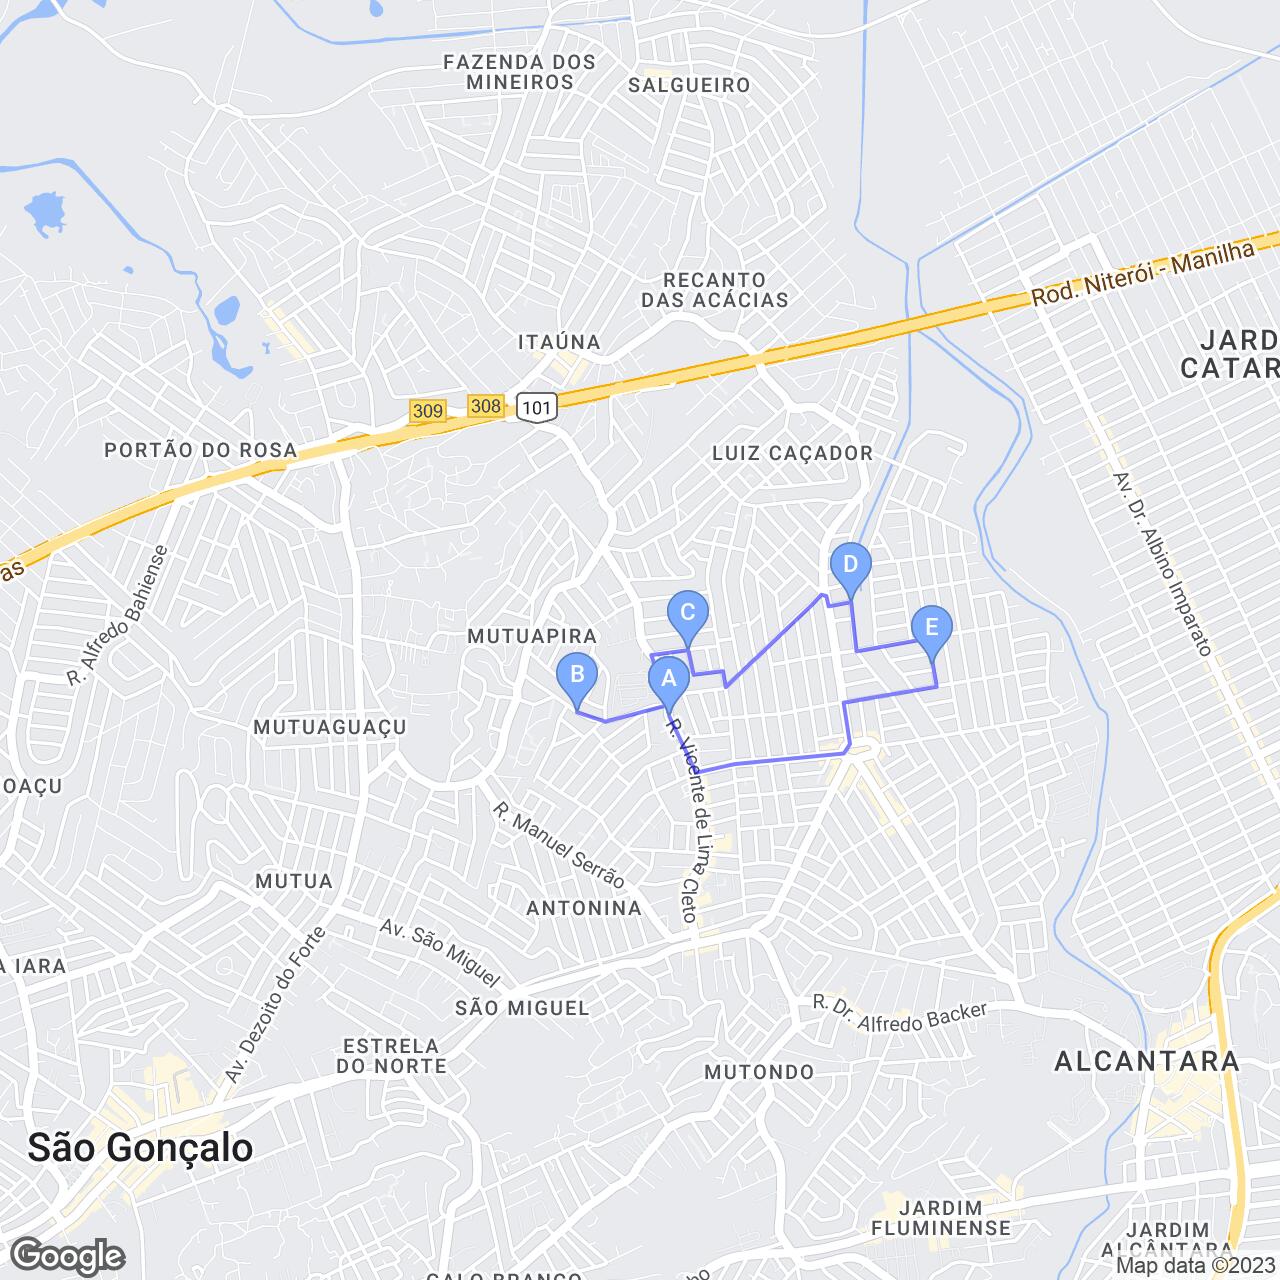 FAZENDA DOS
MINEIROS
SALGUEIRO
RECANTO
DAS ACÁCIAS
Rod. Niterói - Manilha
ITAÚNA
JARD
CATAR
309
308
101
PORTÃO DO ROSA
LUIZ CAÇADOR
as
Av. Dr. Albino Imparato
R. Alfredo Bahiense
D
C
E
MUTUAPIRA
B
A
MUTUAGUAÇU
R. Vicente de Lima Cleto
OAÇU
R. Manuel Serrão
MUTUA
ANTONINA
Av. São Miguel
A IARA
Av. Dezoito do Forte
SÃO MIGUEL
R. Dr. Alfredo Backer
ESTRELA
DO NORTE
ALCANTARA
MUTONDO
São Gonçalo
JARDIM
FLUMINENSE
JARDIM
ALCÂNTARA
Google
Map data ©2023
GALO BRANCO
ho